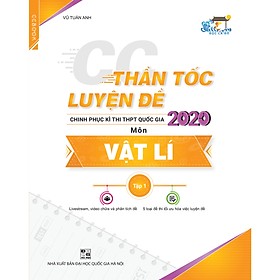 VŨ TUẤN ANH
CCBOOK
CC
THẦN TỐC
LUYỆN ĐỀ
CHINH PHỤC KÌ THI THPT QUỐC GIA 2020
Môn
VẬT LÍ
Tập 1
Livestream, video chữa và phân tích đề
5 loại đề thi tối ưu hóa việc luyện đề
NHÀ XUẤT BẢN ĐẠI HỌC QUỐC GIA HÀ NỘI